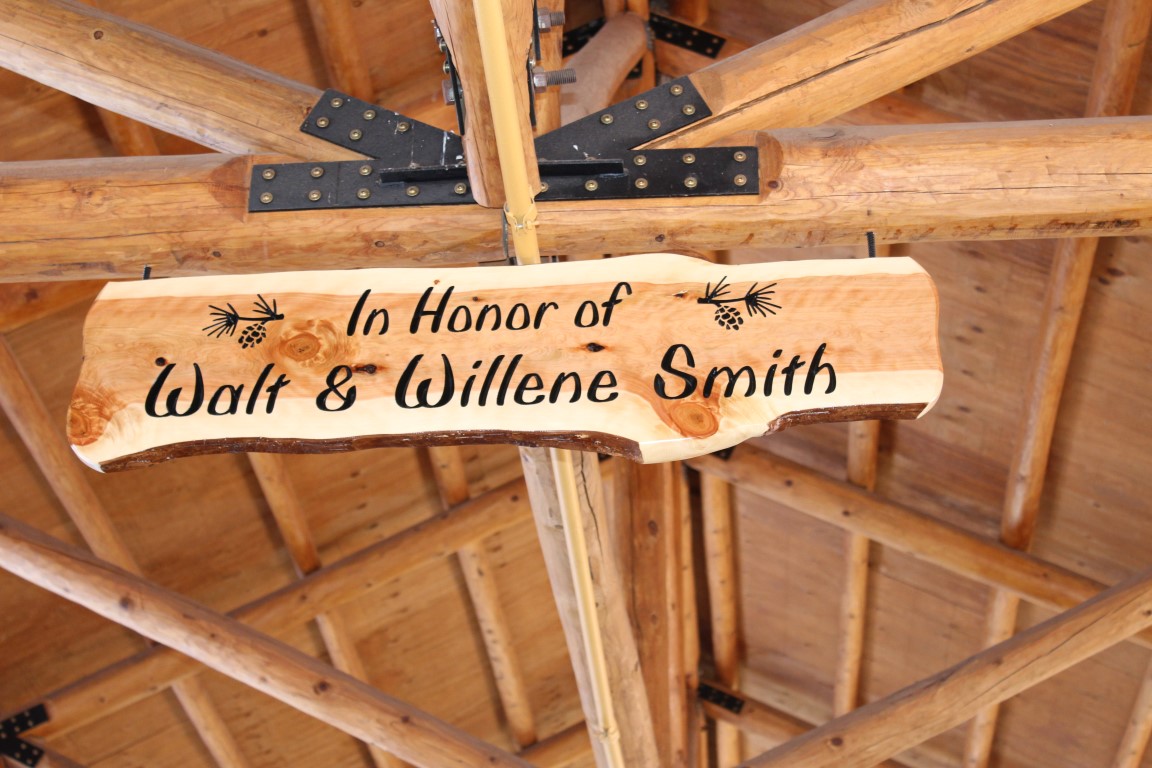 In Honor of
Walt & Willene Smith